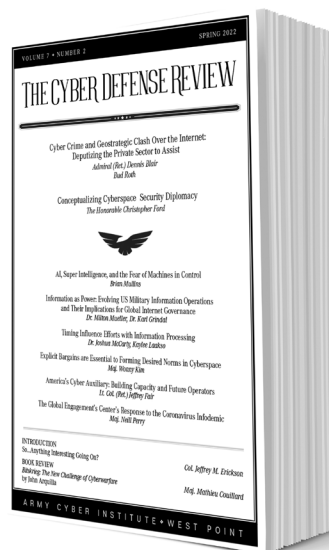 VOLUME 7 • NUMBER 2
SPRING 2022
THE CYBER DEFENSE REVIEW
Cyber Crime and Geostrategic Clash Over the Internet:
Deputizing the Private Sector to Assist
Admiral (Ret.) Dennis Blair
Bud Roth
Conceptualizing Cyberspace Security Diplomacy
The Honorable Christopher Ford
AI, Super Intelligence, and the Fear of Machines in Control
Brian Mullins
Information as Power: Evolving US Military Information Operations
and Their Implications for Global Internet Governance
Dr. Milton Mueller, Dr. Karl Grindal
Timing Influence Efforts with Information Processing
Dr. Joshua McCarty, Kaylee Laakso
Explicit Bargains are Essential to Forming Desired Norms in Cyberspace
Maj. Wonny Kim
America's Cyber Auxiliary: Building Capacity and Future Operators
Lt. Col. (Ret.) Jeffrey Fair
The Global Engagement's Center's Response to the Coronavirus Infodemic
Maj. Neill Perry
INTRODUCTION
So...Anything Interesting Going On?
Col. Jeffrey M. Erickson
BOOK REVIEW
Bitskrieg: The New Challenge of Cyberwarfare
by John Arquilla
Maj. Mathieu Couillard
ARMY CYBER INSTITUTE • WEST POINT